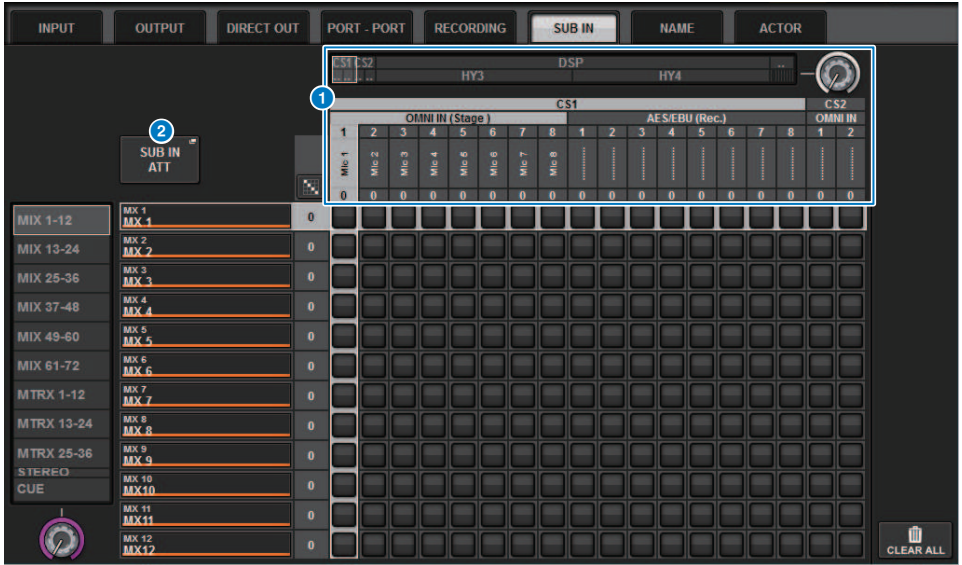 INPUT OUTPUT DIRECT OUT PORT - PORT RECORDING SUB IN NAME ACTOR
CS1 CS2 DSP ..
.. .. .. .. HY3 HY4
1
CS1 CS2
OMNI IN (Stage ) AES/EBU (Rec.) OMNI IN
1 2 3 4 5 6 7 8 1 2 3 4 5 6 7 8 1 2
Mic 1 Mic 2 Mic 3 Mic 4 Mic 5 Mic 6 Mic 7 Mic 8
0 0 0 0 0 0 0 0 0 0 0 0 0 0 0 0 0 0
2
SUB IN
ATT
MIX 1-12
MIX 13-24
MIX 25-36
MIX 37-48
MIX 49-60
MIX 61-72
MTRX 1-12
MTRX 13-24
MTRX 25-36
STEREO
CUE
MX 1
MX 1 0
MX 2
MX 2 0
MX 3
MX 3 0
MX 4
MX 4 0
MX 5
MX 5 0
MX 6
MX 6 0
MX 7
MX 7 0
MX 8
MX 8 0
MX 9
MX 9 0
MX 10
MX10 0
MX 11
MX11 0
MX 12
MX12 0
CLEAR ALL